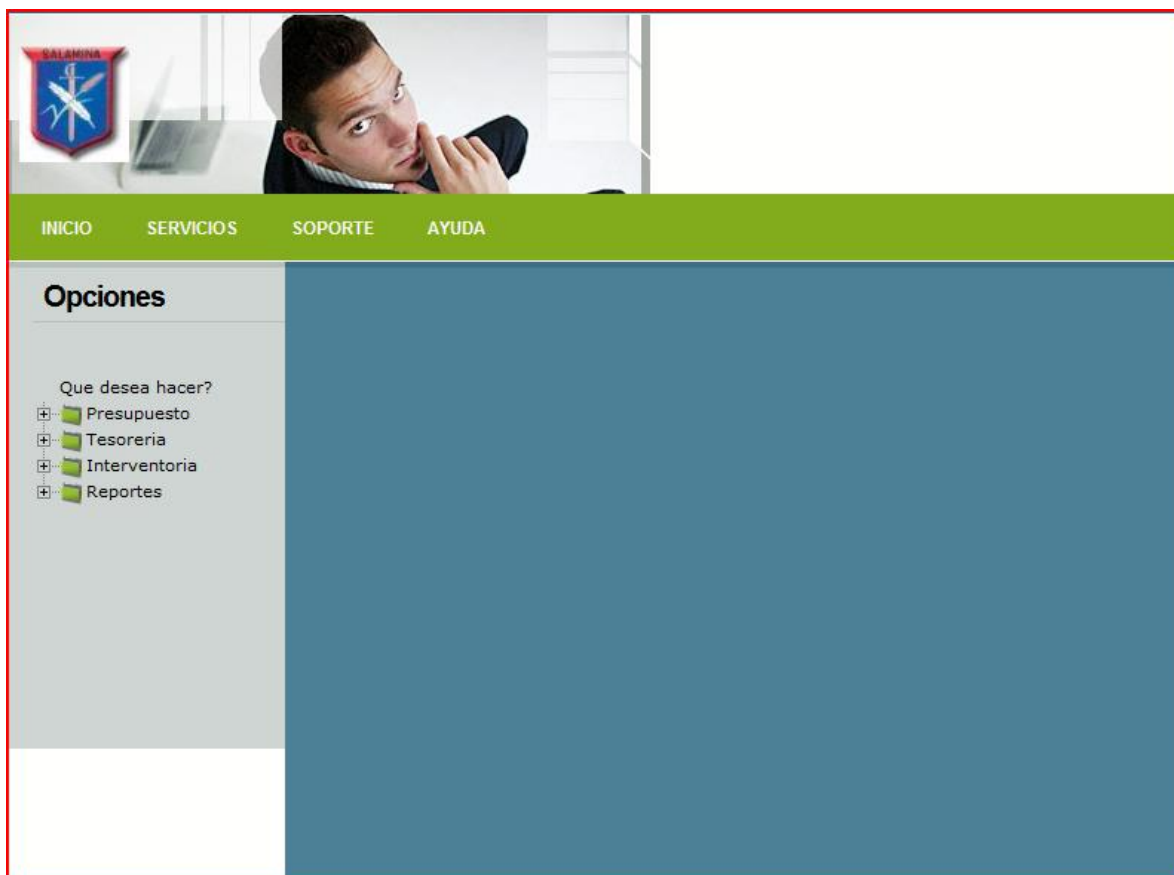 SALAMINA
INICIO SERVICIOS SOPORTE AYUDA
Opciones
Que desea hacer?
Presupuesto
Tesoreria
Interventoria
Reportes